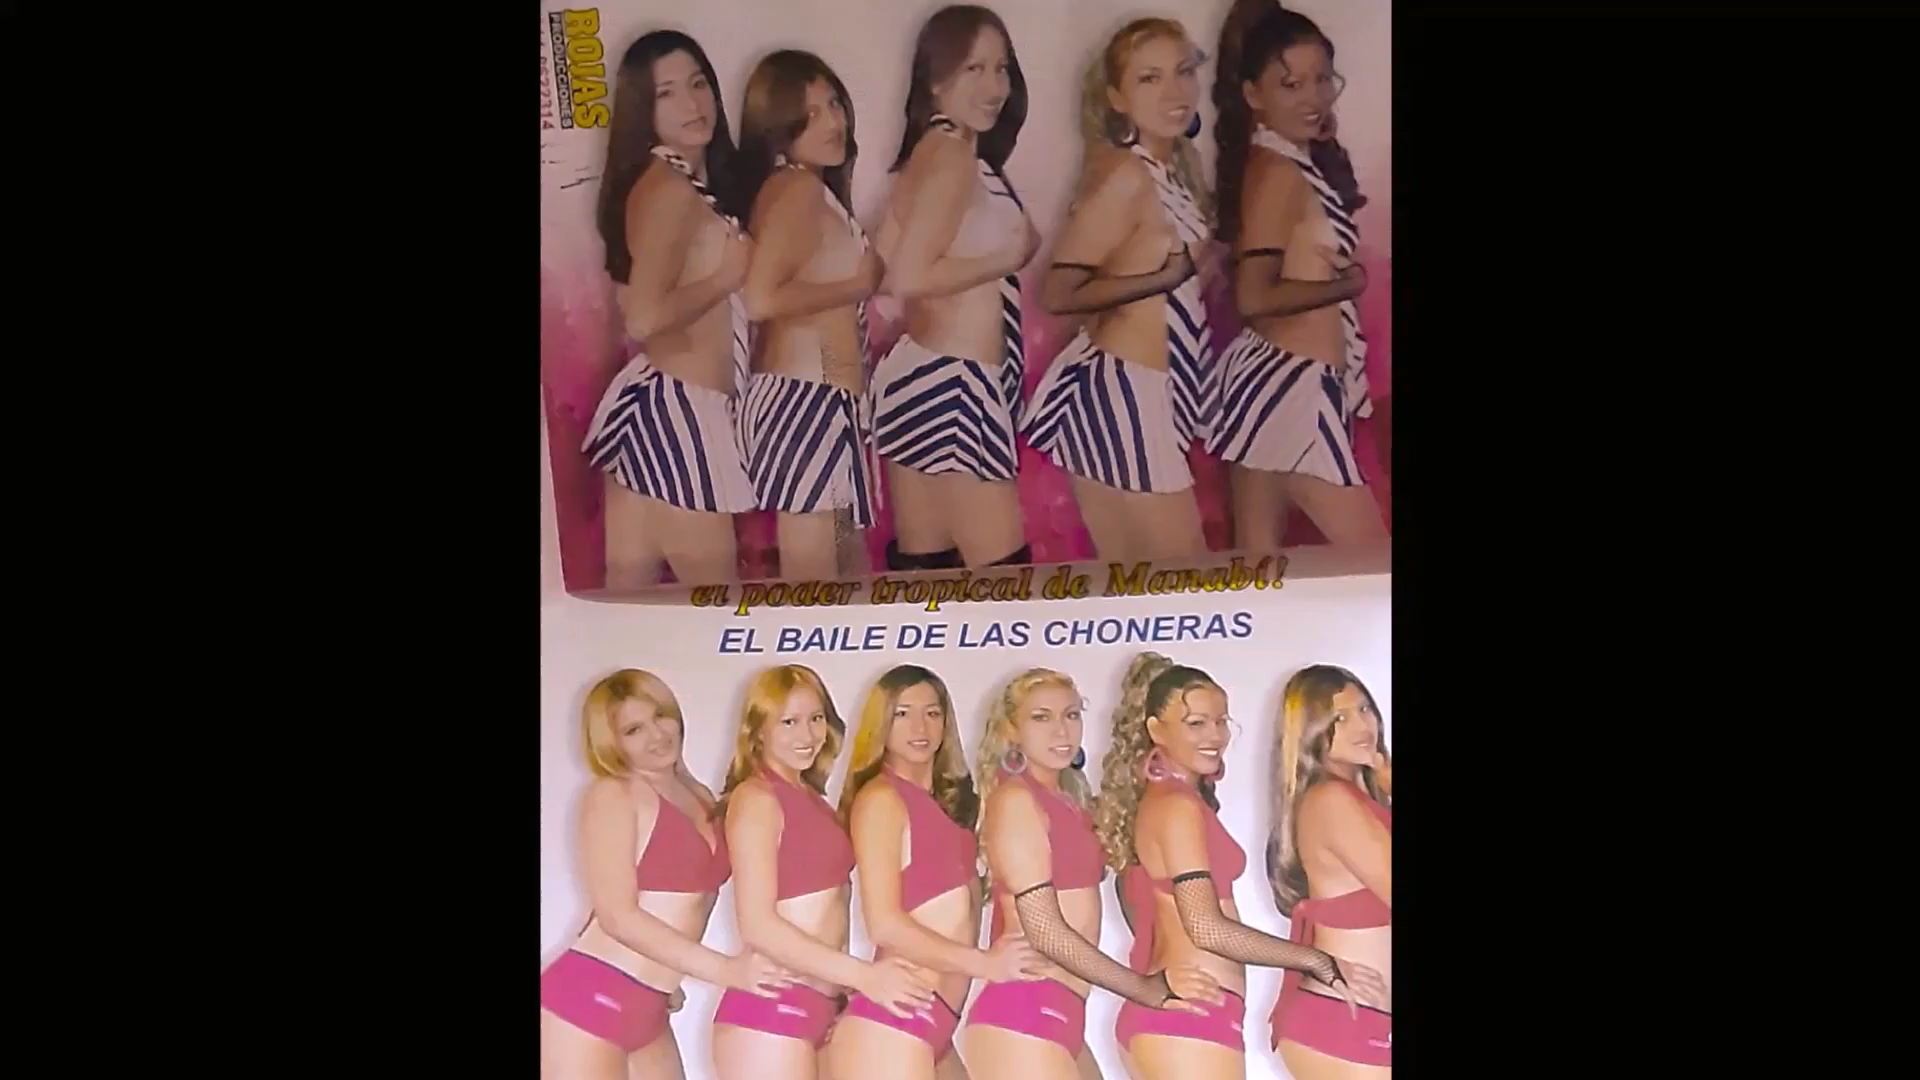 ROJAS
PRODUCCIONES
el poder tropical de Manabí!
EL BAILE DE LAS CHONERAS